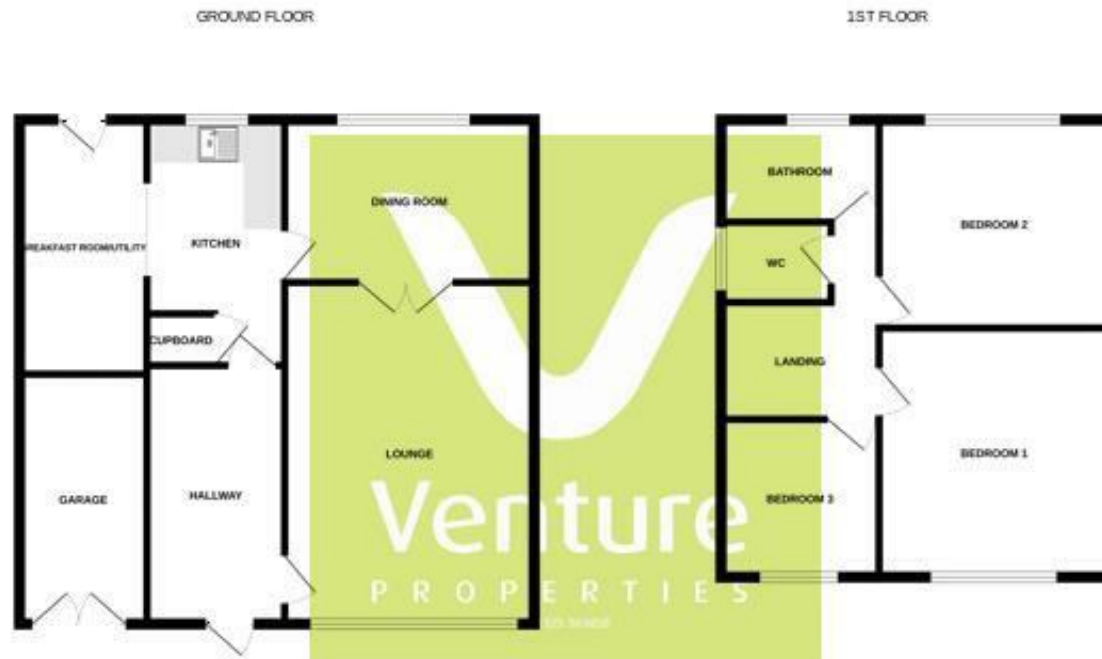 GROUND FLOOR
1ST FLOOR
BATHROOM
DINING ROOM
BEDROOM 2
KITCHEN
REAKFAST ROOM/UTILITY
WC
CUPBOARD
LANDING
LOUNGE
BEDROOM 1
GARAGE
HALLWAY
BEDROOM 3
Venture
PROPERTIES